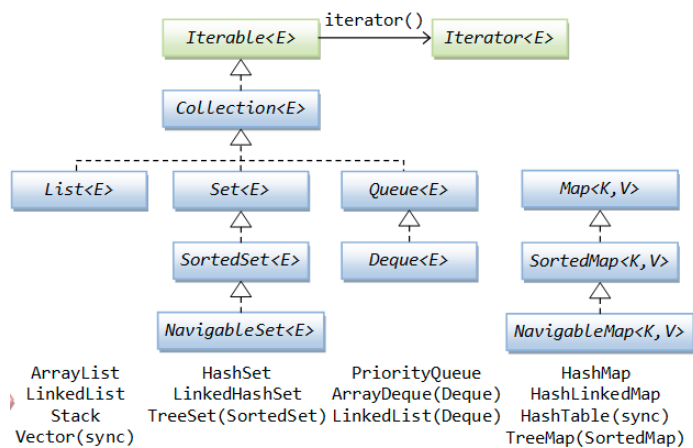 iterator()
Iterable<E> Iterator<E>
Collection<E>
List<E> Set<E> Queue<E> Map<K,V>
SortedSet<E> Deque<E> SortedMap<K,V>
NavigableSet<E> NavigableMap<K,V>
ArrayList HashSet PriorityQueue HashMap
LinkedList LinkedHashSet ArrayDeque(Deque) HashLinkedMap
Stack TreeSet(SortedSet) LinkedList(Deque) HashTable(sync)
Vector(sync) TreeMap(SortedMap)